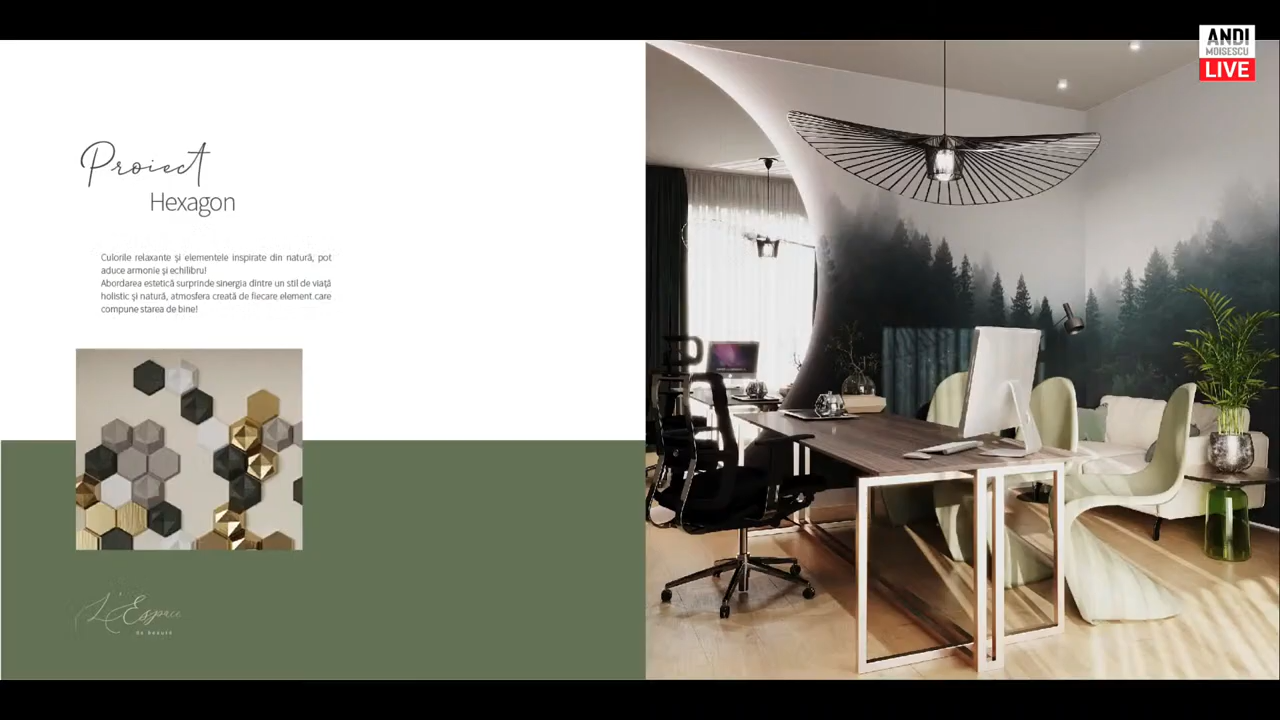 ANDI
MOISESCU
LIVE
Proiect
Hexagon
Culorile relaxante și elementele inspirate din natură, pot
aduce armonie și echilibru!
Abordarea estetică surprinde sinergia dintre un stil de viață
holistic și natură, atmosfera creată de fiecare element care
compune starea de bine!
L'Espace
de beauté